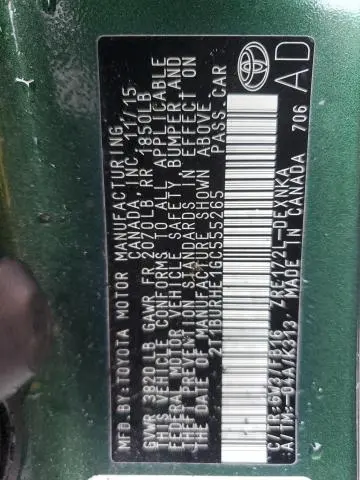 MFD.BY:TOYOTA MOTOR MANUFACTURING
CANADA INC. 11/15
GVWR 3820LB GAWR FR 2070LB RR 1850LB
THIS VEHICLE CONFORMS TO ALL APPLICABLE
FEDERAL MOTOR VEHICLE SAFETY, BUMPER AND
THEFT PREVENTION STANDARDS IN EFFECT ON
THE DATE OF MANUFACTURE SHOWN ABOVE.
2T1BURHE1GC555265 PASS.CAR
C/TR:6V3/FB16 ZRE172L-DEXNKA
A/TM:-04A/K313 MADE IN CANADA 706
TOYOTA
AD